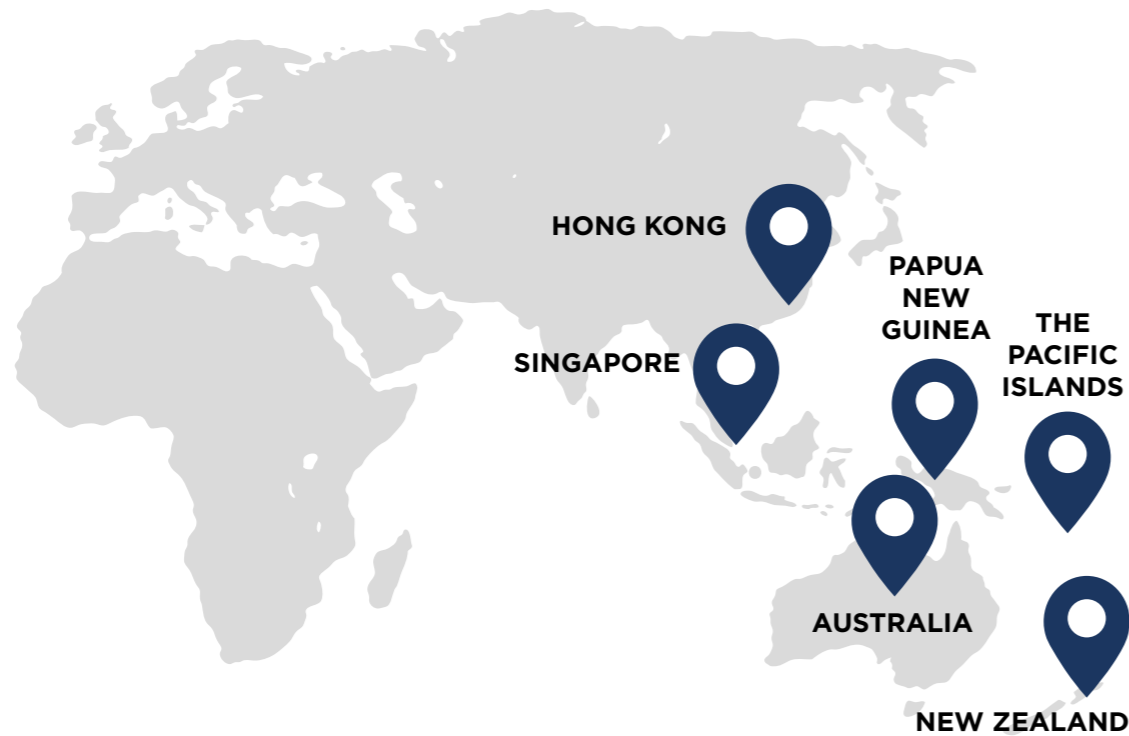 HONG KONG
PAPUA
NEW
GUINEA
THE
PACIFIC
ISLANDS
SINGAPORE
AUSTRALIA
NEW ZEALAND